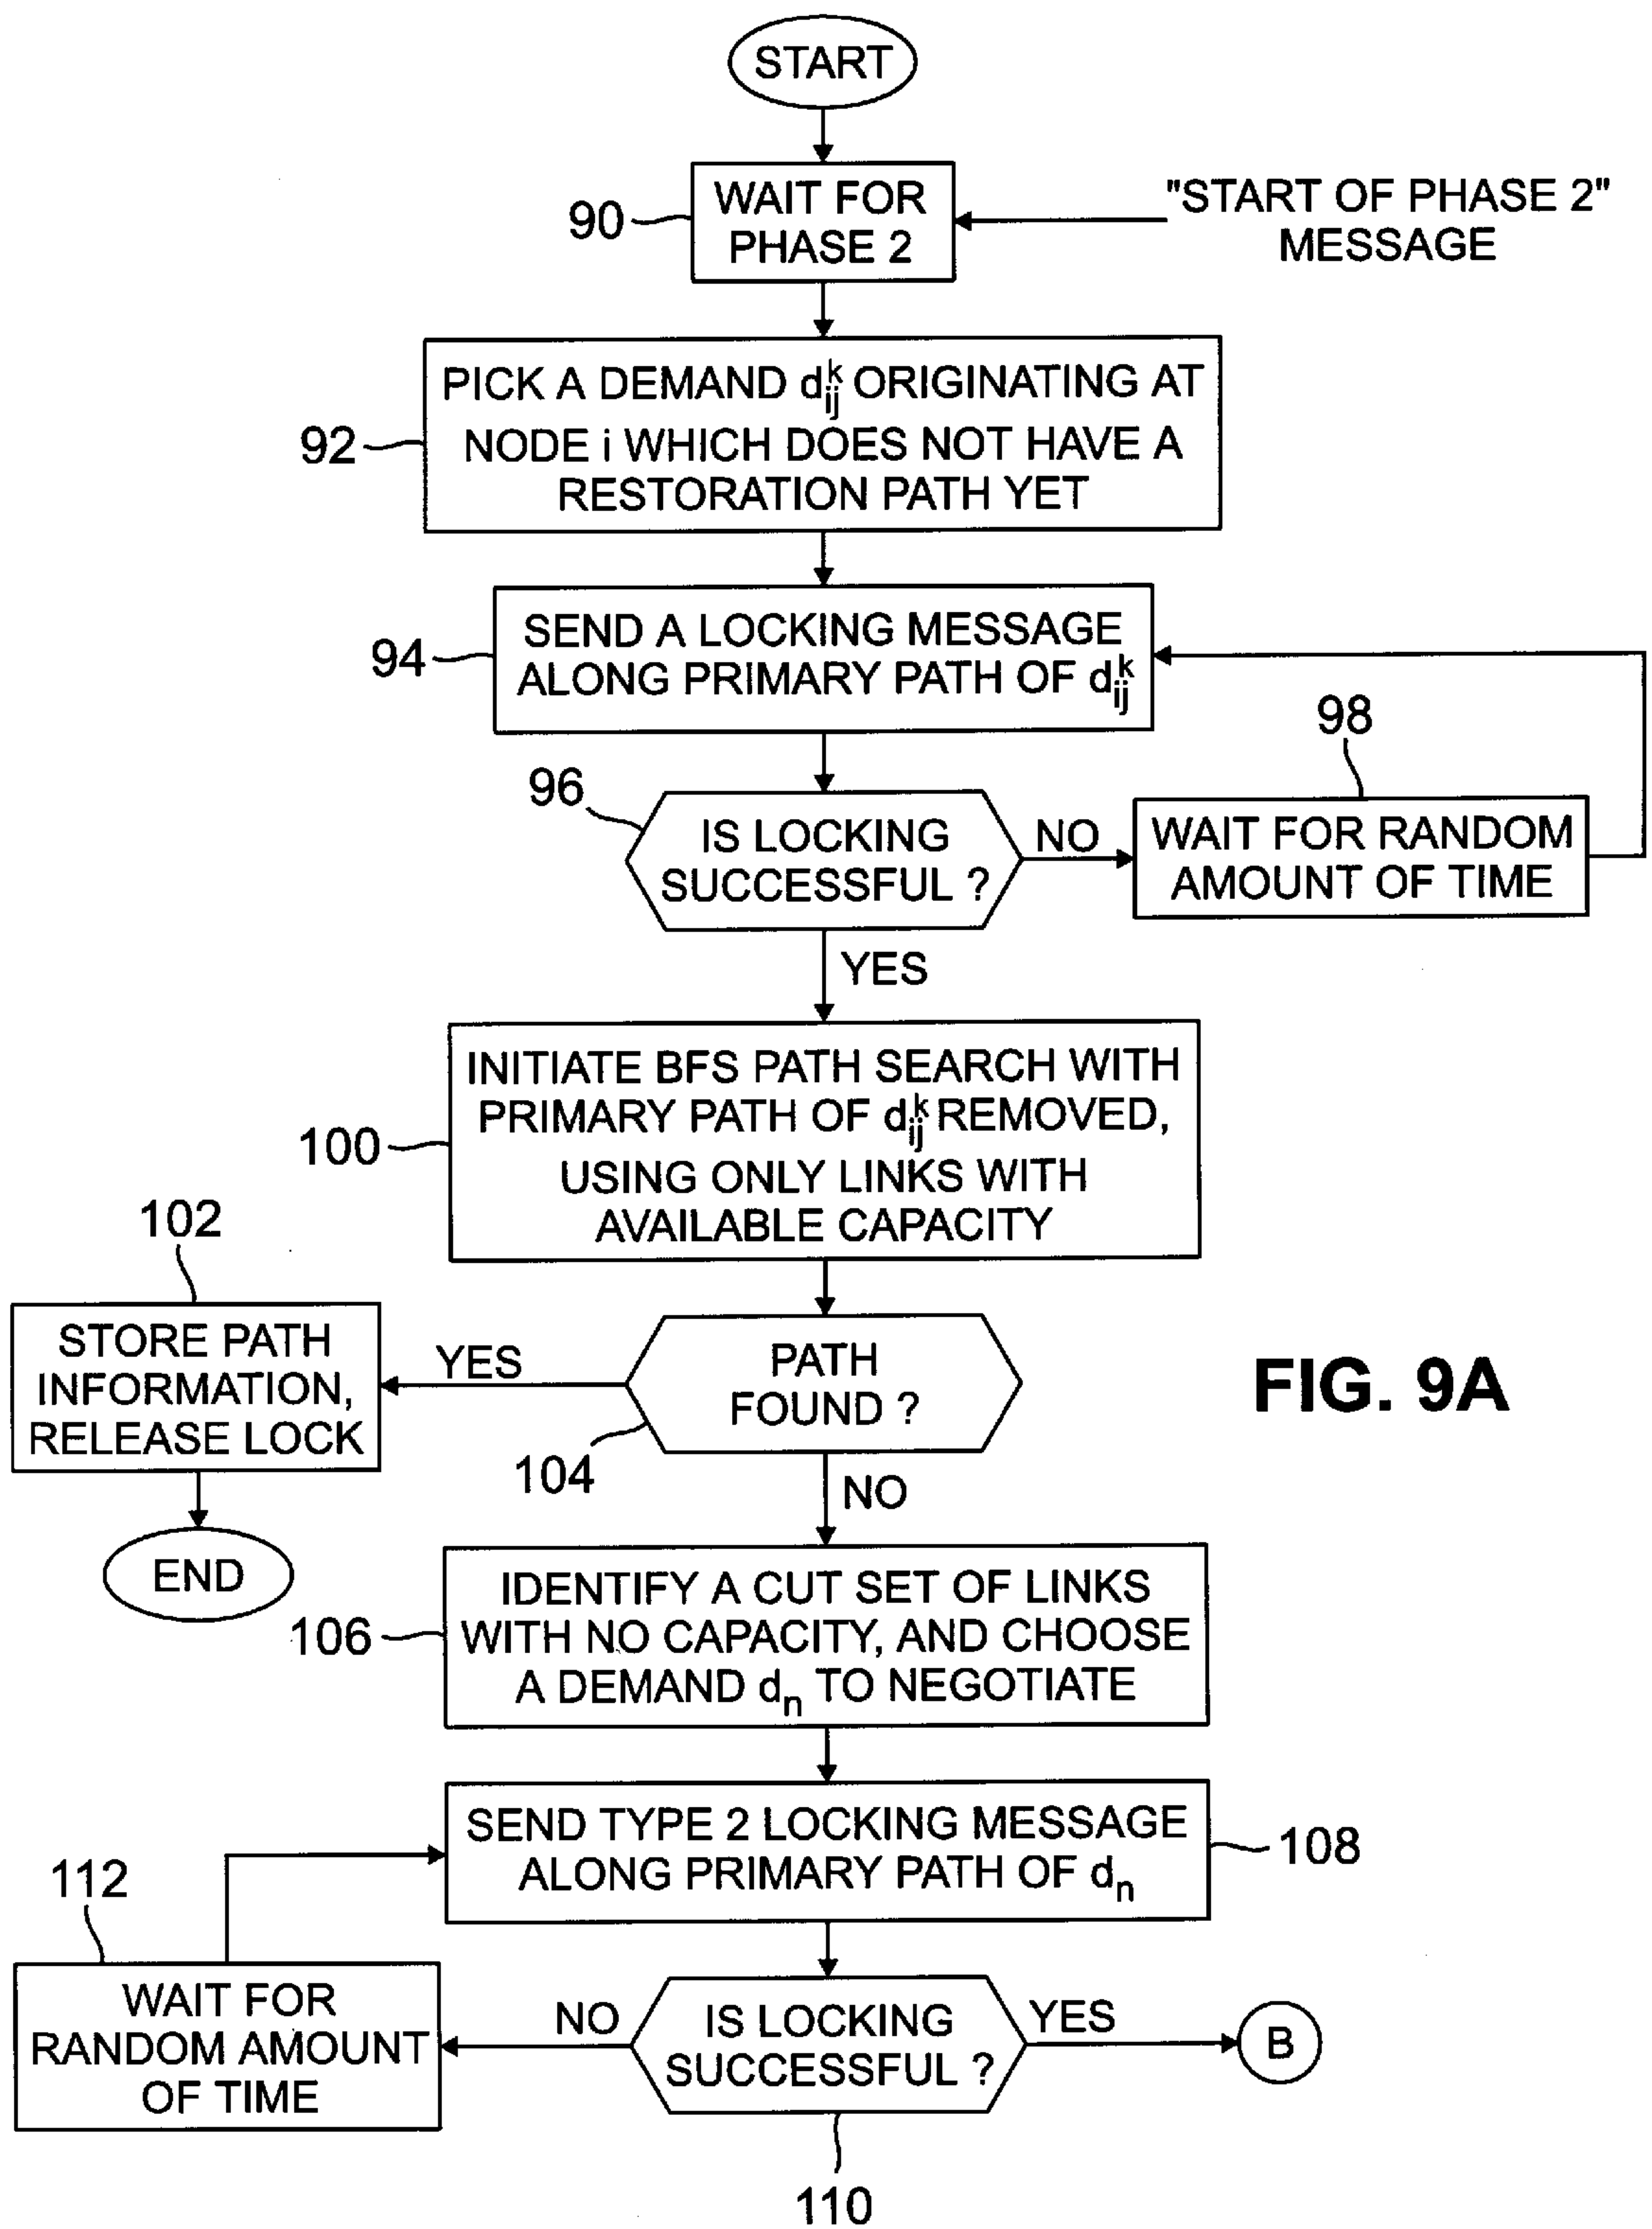 START
WAIT FOR
PHASE 2
90
"START OF PHASE 2"
MESSAGE
PICK A DEMAND d_ij^k ORIGINATING AT
NODE i WHICH DOES NOT HAVE A
RESTORATION PATH YET
92
SEND A LOCKING MESSAGE
ALONG PRIMARY PATH OF d_ij^k
94
96
IS LOCKING
SUCCESSFUL ?
NO
98
WAIT FOR RANDOM
AMOUNT OF TIME
YES
INITIATE BFS PATH SEARCH WITH
PRIMARY PATH OF d_ij^k REMOVED,
USING ONLY LINKS WITH
AVAILABLE CAPACITY
100
102
STORE PATH
INFORMATION,
RELEASE LOCK
YES
PATH
FOUND ?
104
FIG. 9A
NO
END
IDENTIFY A CUT SET OF LINKS
WITH NO CAPACITY, AND CHOOSE
A DEMAND d_n TO NEGOTIATE
106
SEND TYPE 2 LOCKING MESSAGE
ALONG PRIMARY PATH OF d_n
108
112
WAIT FOR
RANDOM AMOUNT
OF TIME
NO
IS LOCKING
SUCCESSFUL ?
YES
B
110